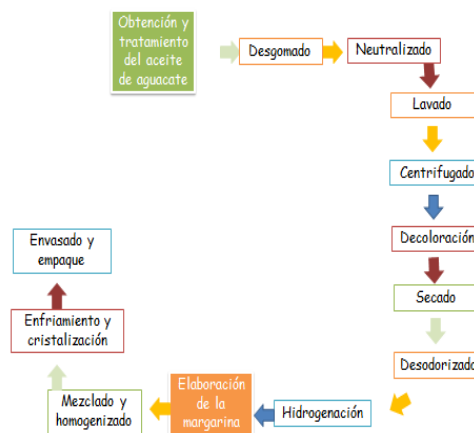 Obtención y
tratamiento
del aceite
de aguacate
Desgomado
Neutralizado
Lavado
Centrifugado
Decoloración
Secado
Desodorizado
Hidrogenación
Elaboración
de la
margarina
Mezclado y
homogenizado
Enfriamiento y
cristalización
Envasado y
empaque